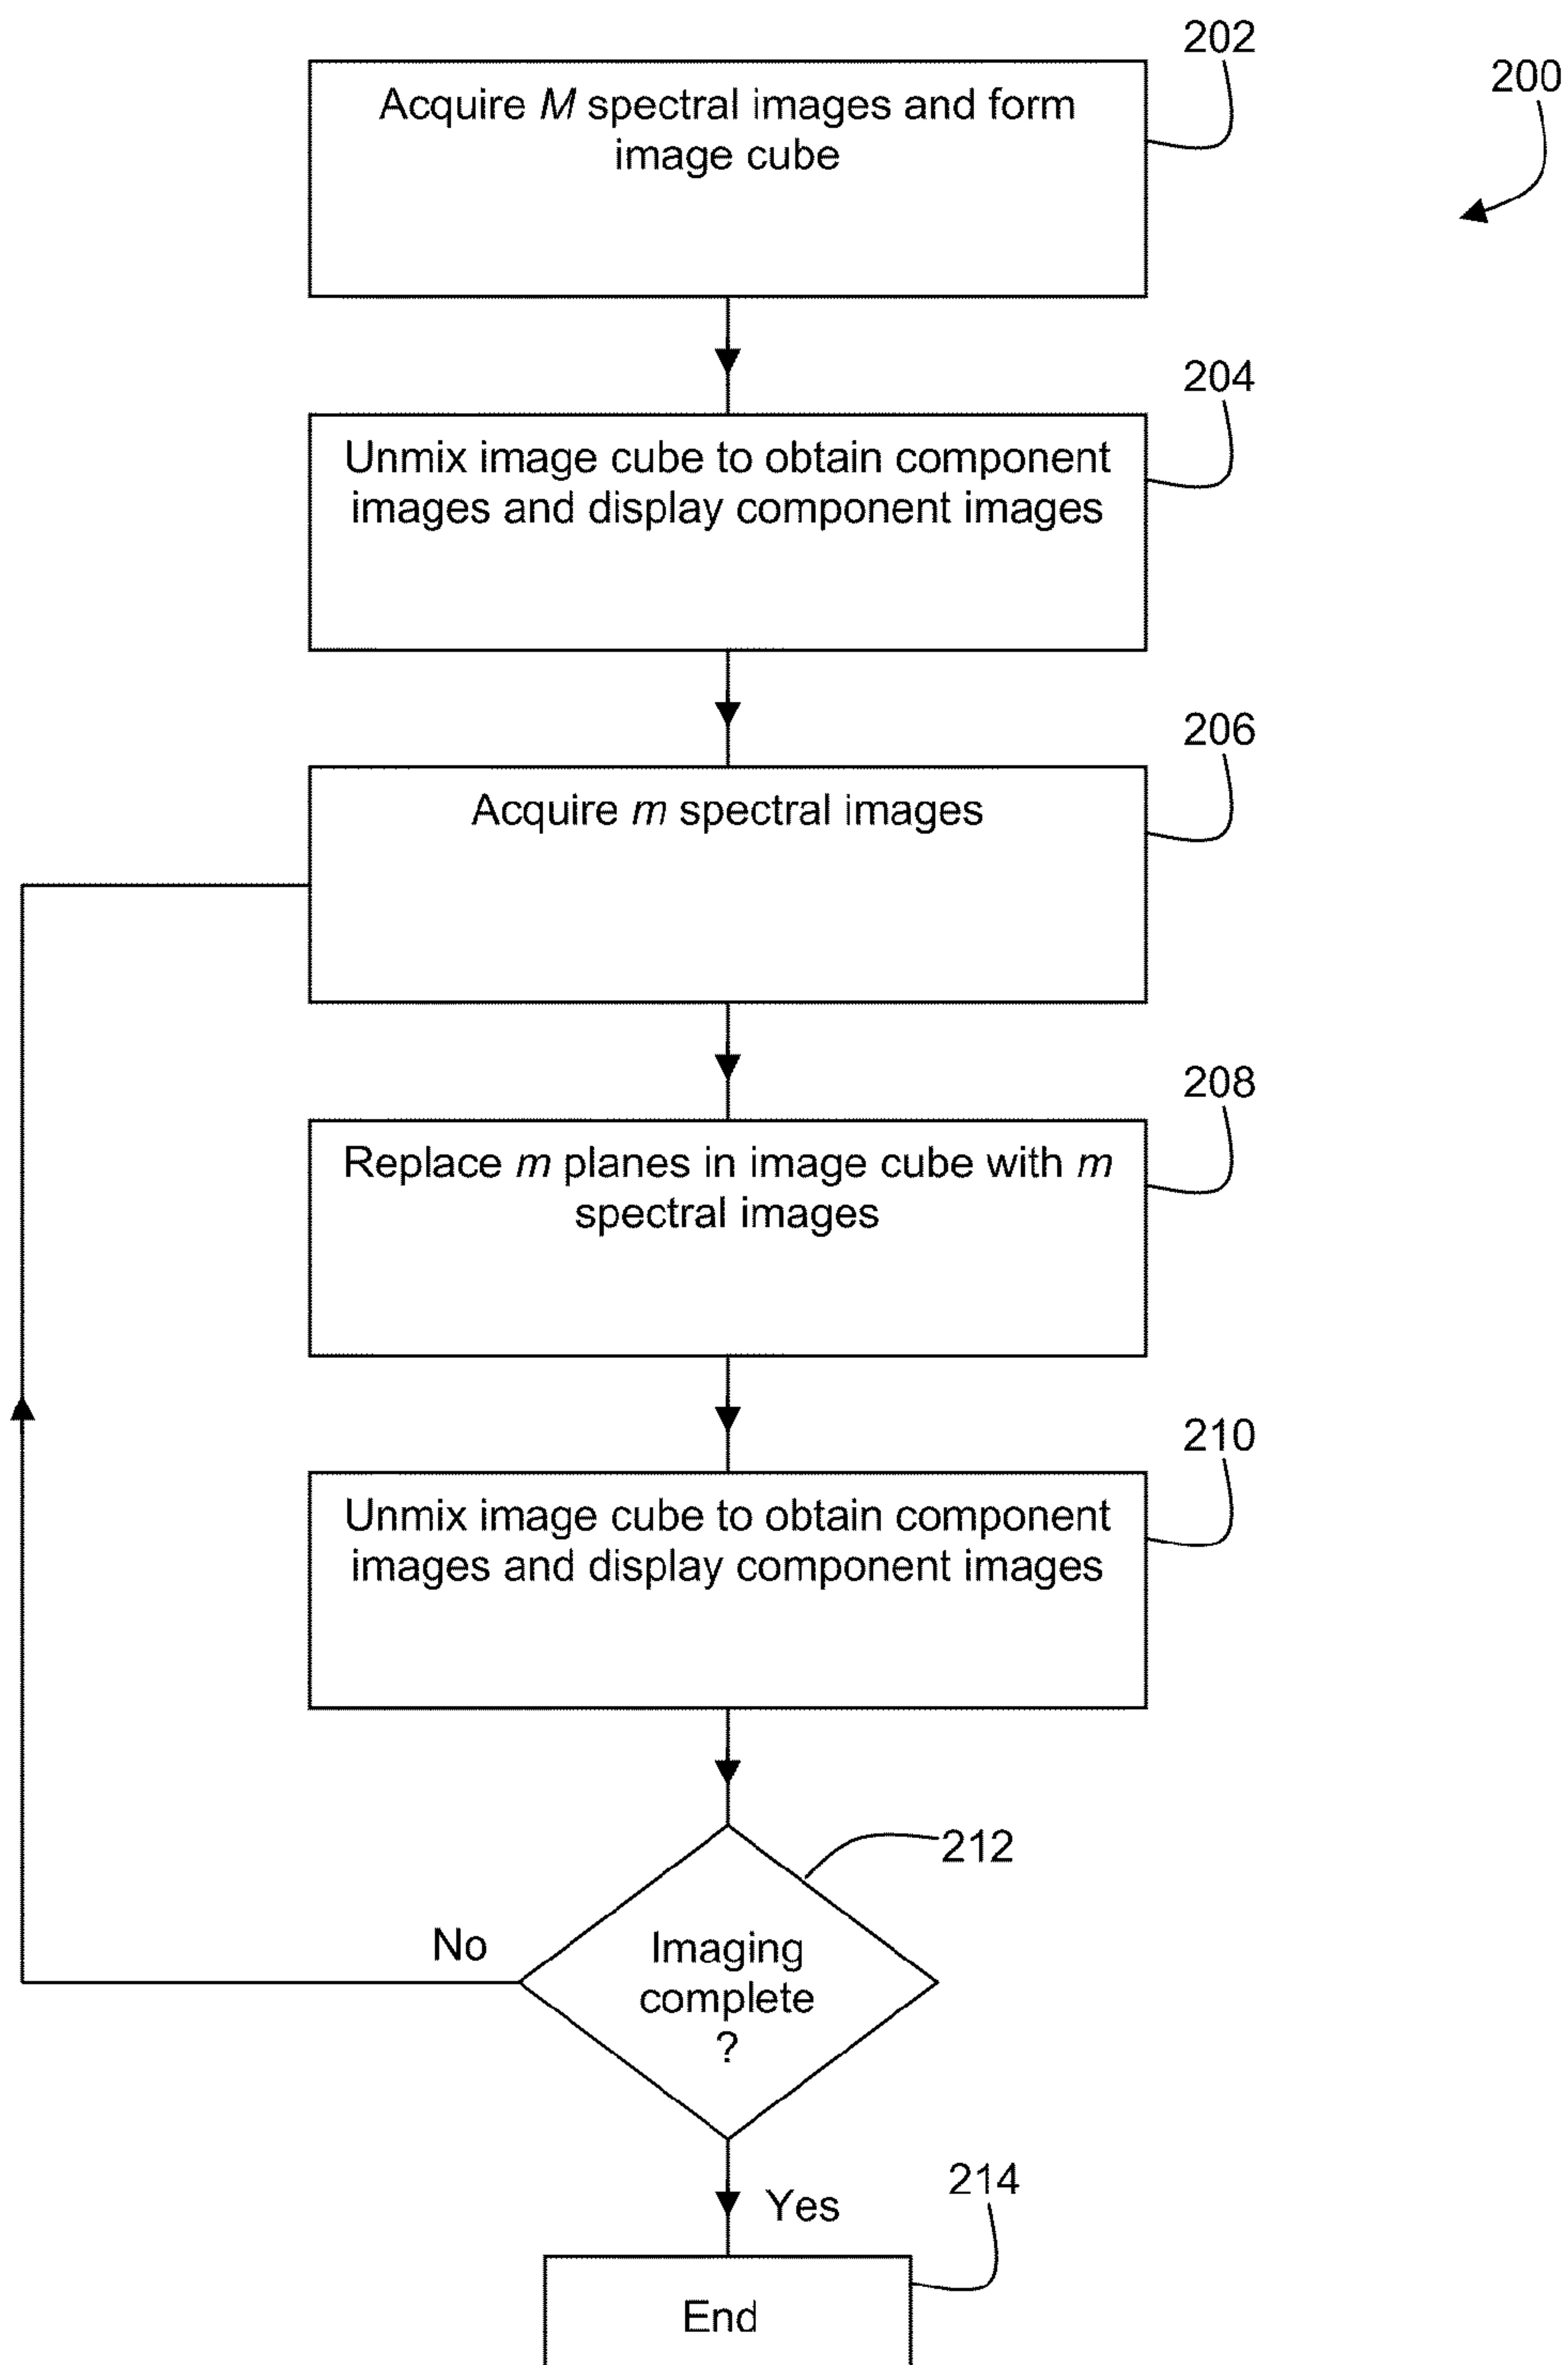 202
200
Acquire M spectral images and form
image cube
204
Unmix image cube to obtain component
images and display component images
206
Acquire m spectral images
208
Replace m planes in image cube with m
spectral images
210
Unmix image cube to obtain component
images and display component images
212
No
Imaging
complete
?
Yes
214
End